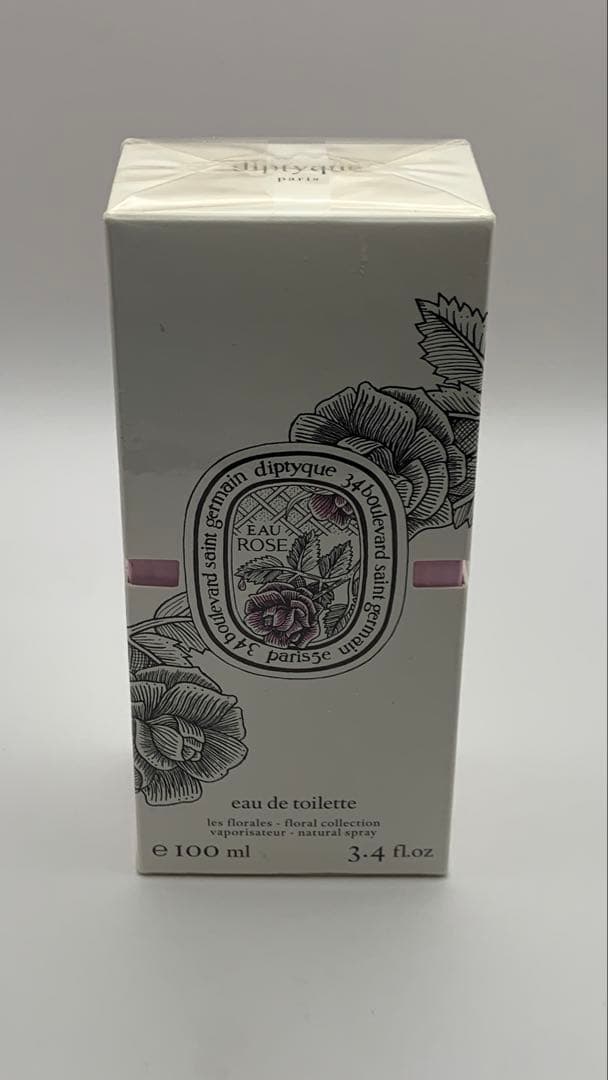 diptyque
paris
34 boulevard saint germain diptyque 34 boulevard saint germain paris5e
EAU
ROSE
eau de toilette
les florales - floral collection
vaporisateur - natural spray
e 100 ml 3.4 fl.oz